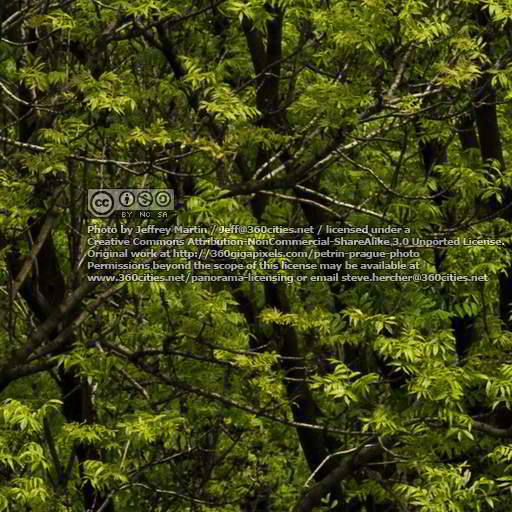 cc BY NC SA
Photo by Jeffrey Martin / Jeff@360cities.net / licensed under a
Creative Commons Attribution-NonCommercial-ShareAlike 3.0 Unported License.
Original work at http://360gigapixels.com/petrin-prague-photo
Permissions beyond the scope of this license may be available at
www.360cities.net/panorama-licensing or email steve.hercher@360cities.net